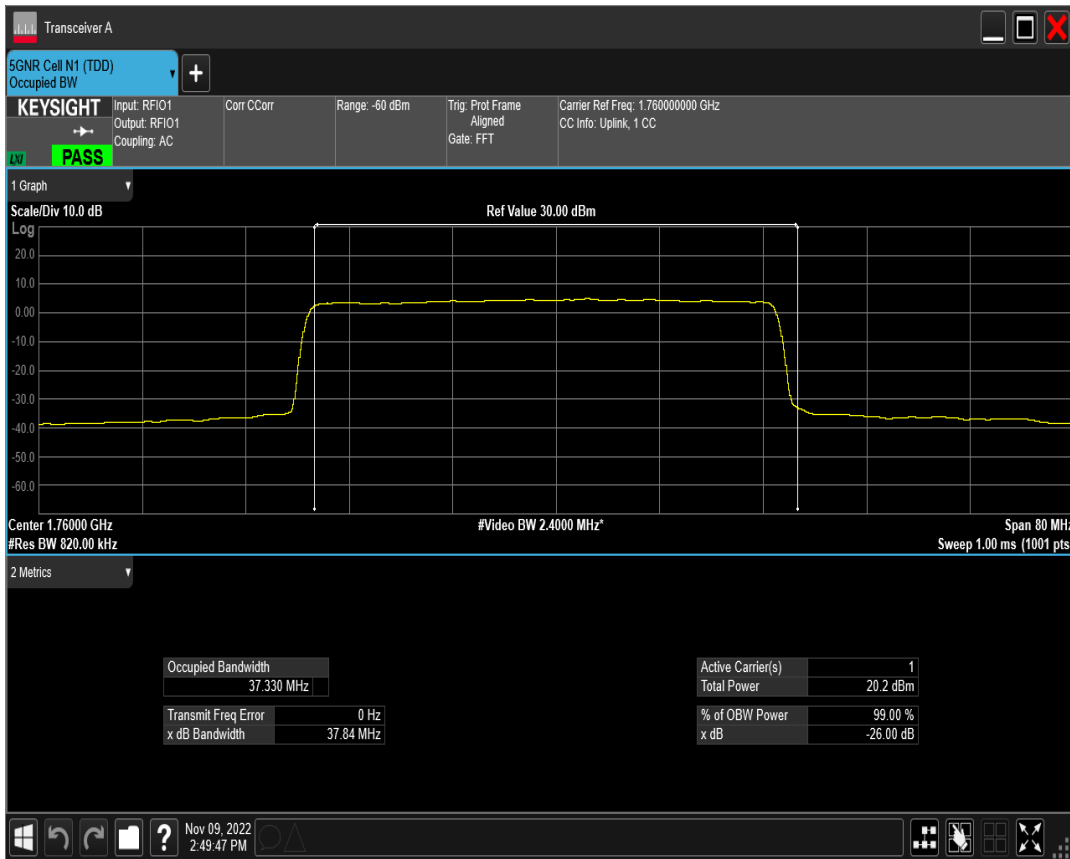 Transceiver A
5GNR Cell N1 (TDD)
Occupied BW
+
KEYSIGHT
LXI
PASS
Input: RFIO1
Output: RFIO1
Coupling: AC
Corr CCorr
Range: -60 dBm
Trig: Prot Frame
Aligned
Gate: FFT
Carrier Ref Freq: 1.760000000 GHz
CC Info: Uplink, 1 CC
1 Graph
Scale/Div 10.0 dB
Ref Value 30.00 dBm
Log
20.0
10.0
0.00
-10.0
-20.0
-30.0
-40.0
-50.0
-60.0
Center 1.76000 GHz
#Video BW 2.4000 MHz*
Span 80 MHz
#Res BW 820.00 kHz
Sweep 1.00 ms (1001 pts
2 Metrics
Occupied Bandwidth
37.330 MHz
Transmit Freq Error 0 Hz
x dB Bandwidth 37.84 MHz
Active Carrier(s) 1
Total Power 20.2 dBm
% of OBW Power 99.00 %
x dB -26.00 dB
?
Nov 09, 2022
2:49:47 PM